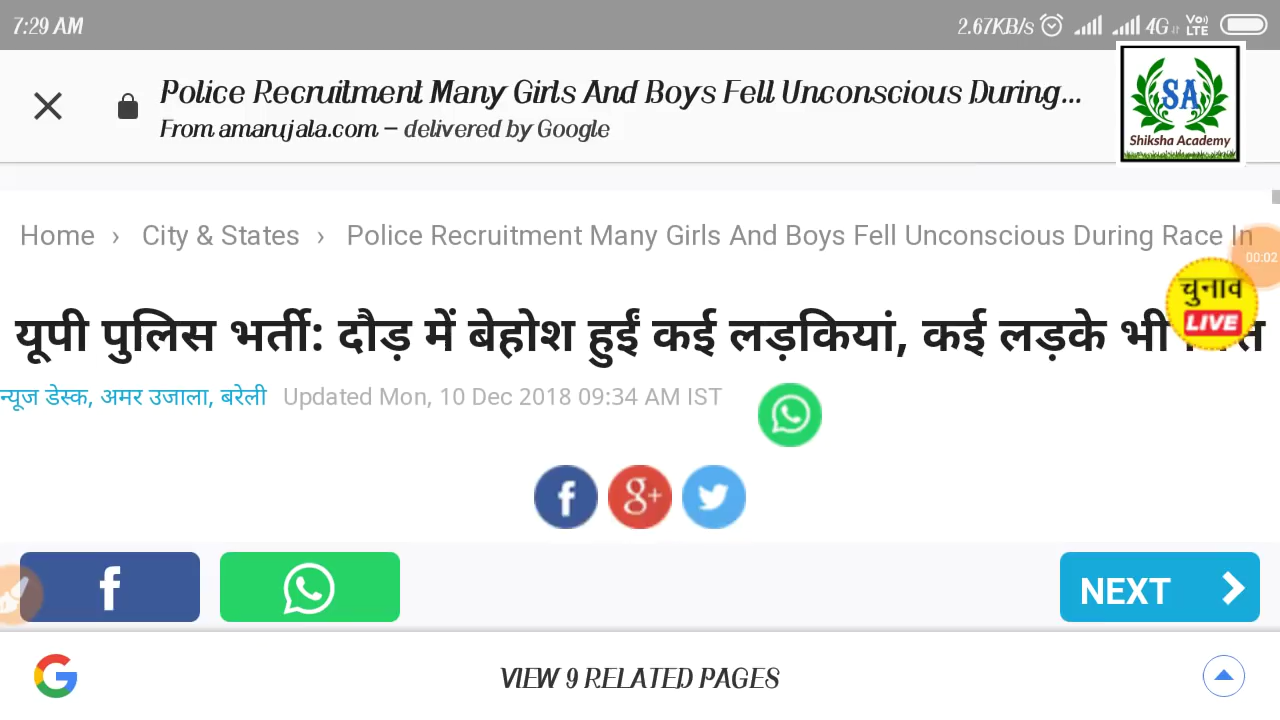 7:29 AM
2.67KB/s 4G Vo) LTE
Police Recruitment Many Girls And Boys Fell Unconscious During...
From amarujala.com – delivered by Google
SA
Shiksha Academy
Home › City & States › Police Recruitment Many Girls And Boys Fell Unconscious During Race In
00:02
चुनाव
LIVE
यूपी पुलिस भर्ती: दौड़ में बेहोश हुईं कई लड़कियां, कई लड़के भी
न्यूज डेस्क, अमर उजाला, बरेली Updated Mon, 10 Dec 2018 09:34 AM IST
f g+
f NEXT
G VIEW 9 RELATED PAGES